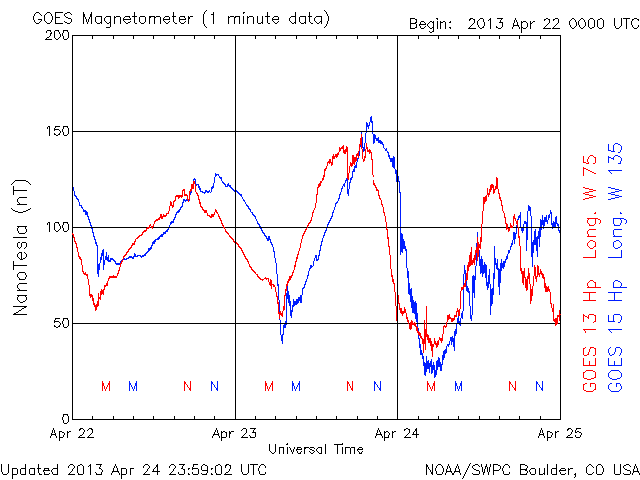 GOES Magnetometer (1 minute data)
Begin: 2013 Apr 22 0000 UTC
200
150
100
50
0
NanoTesla (nT)
M M N N M M N N M M N N
Apr 22 Apr 23 Apr 24 Apr 25
Universal Time
GOES 13 Hp Long. W 75
GOES 15 Hp Long. W 135
Updated 2013 Apr 24 23:59:02 UTC
NOAA/SWPC Boulder, CO USA